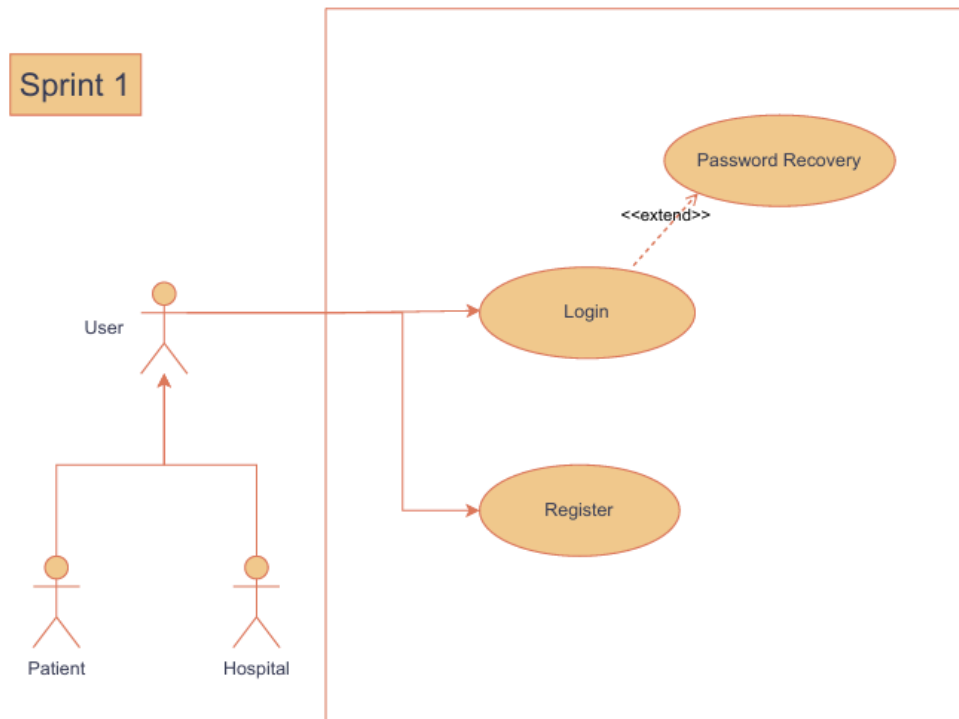 Sprint 1
Password Recovery
<<extend>>
Login
User
Register
Patient
Hospital